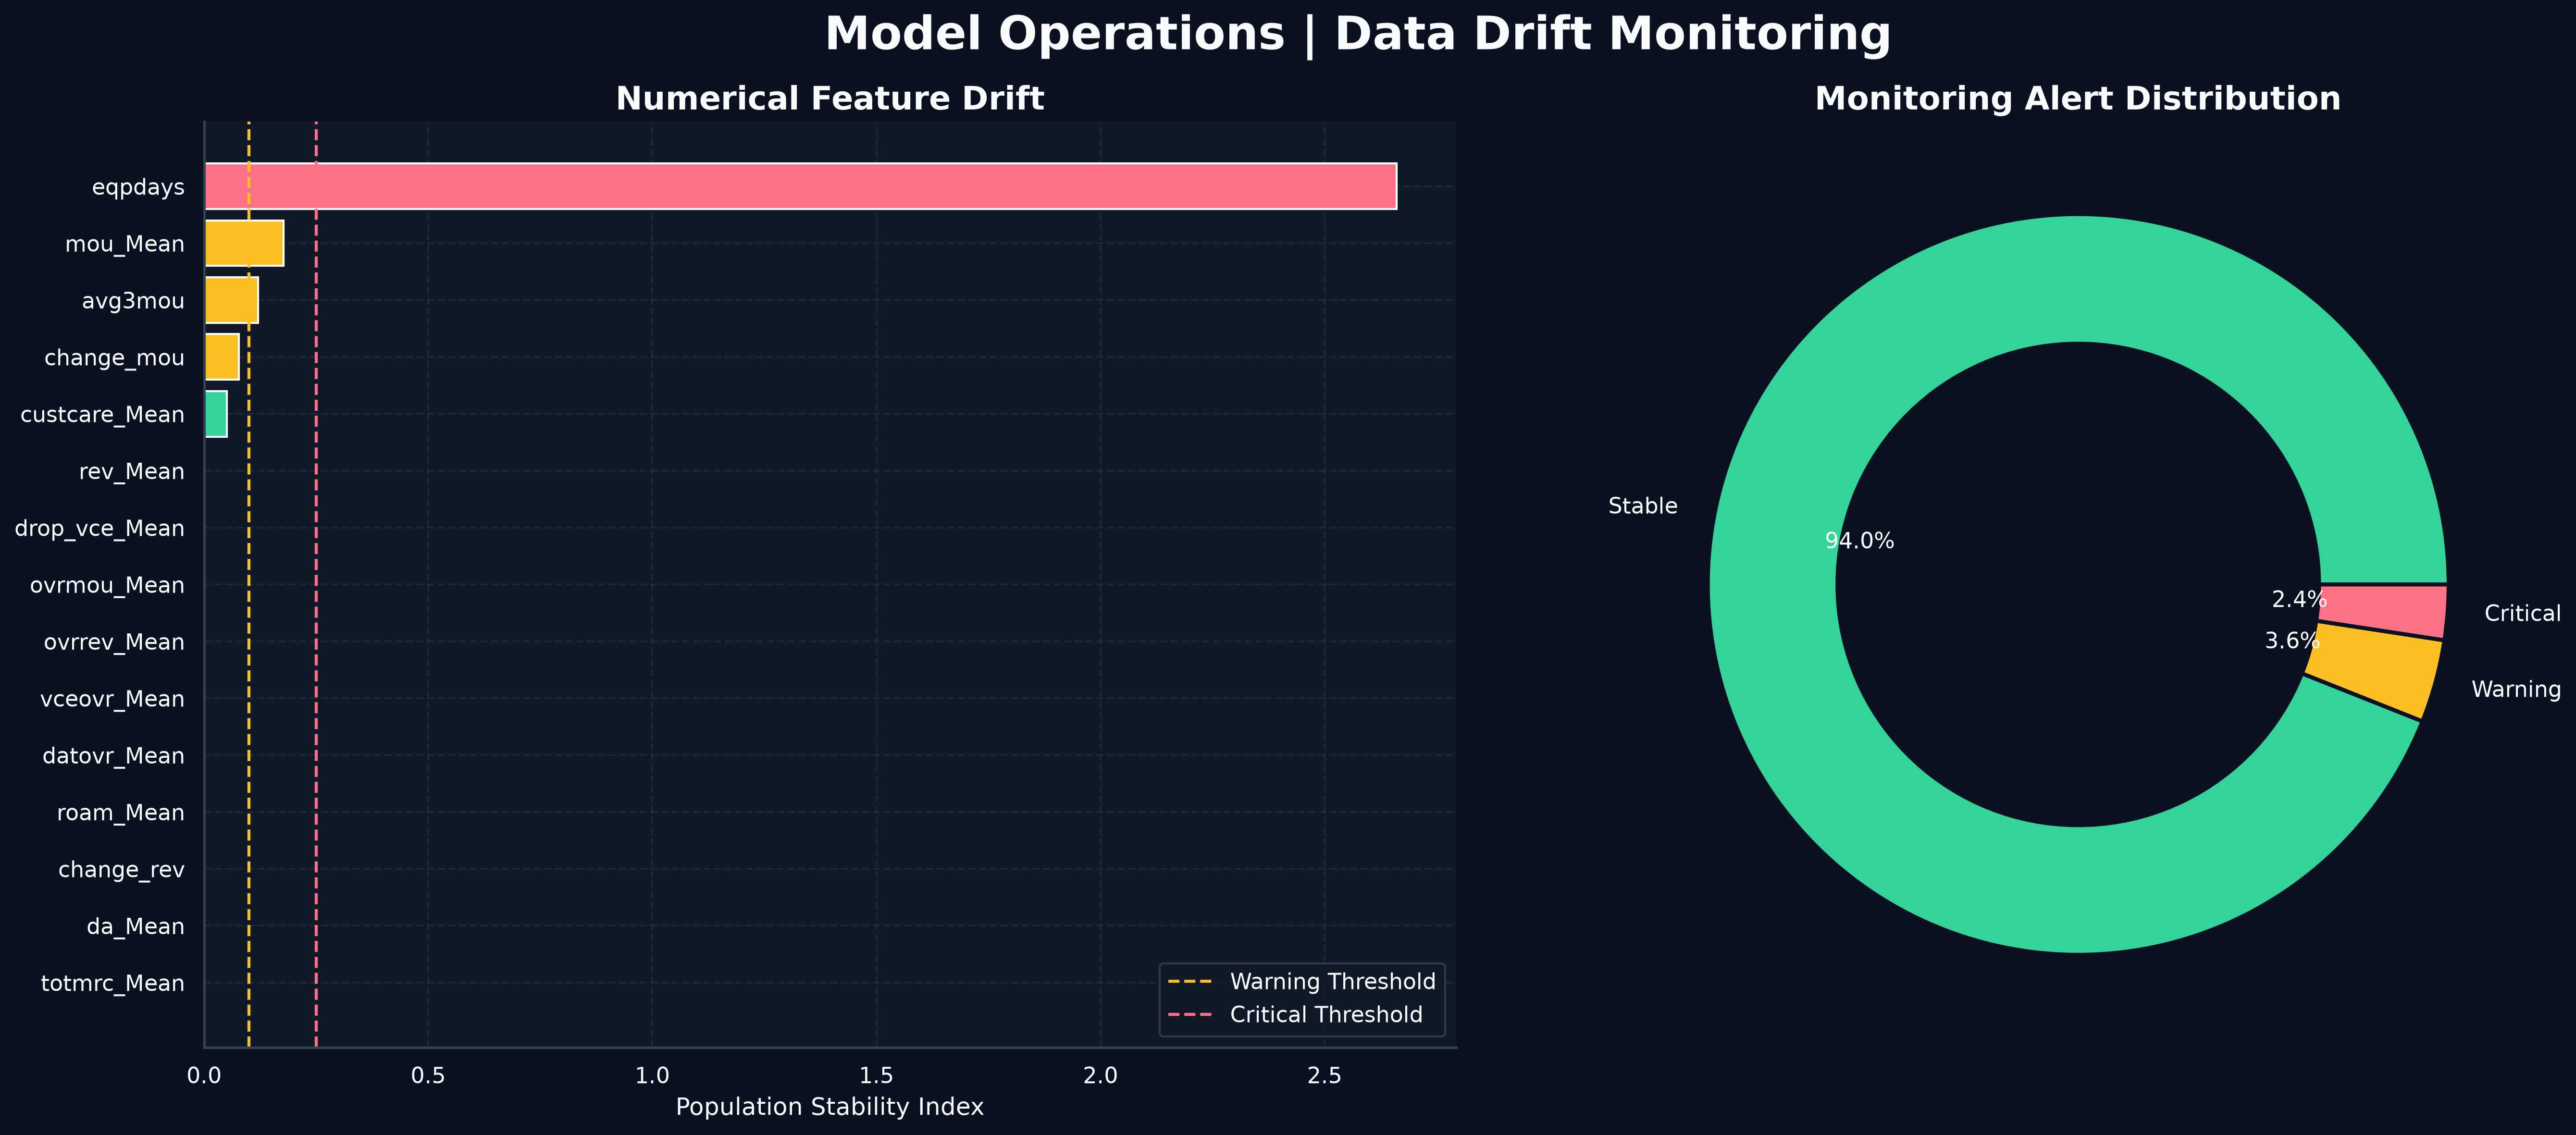 Model Operations | Data Drift Monitoring
Numerical Feature Drift
eqpdays
mou_Mean
avg3mou
change_mou
custcare_Mean
rev_Mean
drop_vce_Mean
ovrmou_Mean
ovrrev_Mean
vceovr_Mean
datovr_Mean
roam_Mean
change_rev
da_Mean
totmrc_Mean
Warning Threshold
Critical Threshold
0.0 0.5 1.0 1.5 2.0 2.5
Population Stability Index
Monitoring Alert Distribution
Stable
94.0%
2.4%
Critical
3.6%
Warning